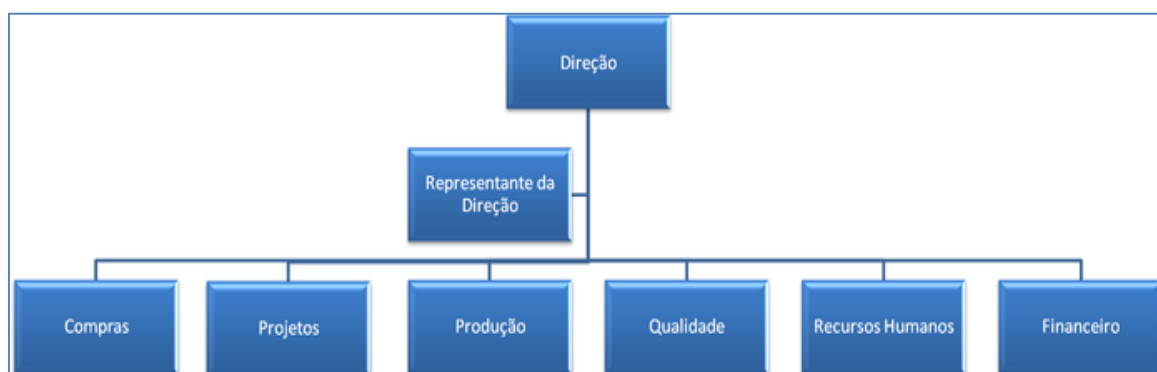 Direção
Representante da
Direção
Compras
Projetos
Produção
Qualidade
Recursos Humanos
Financeiro